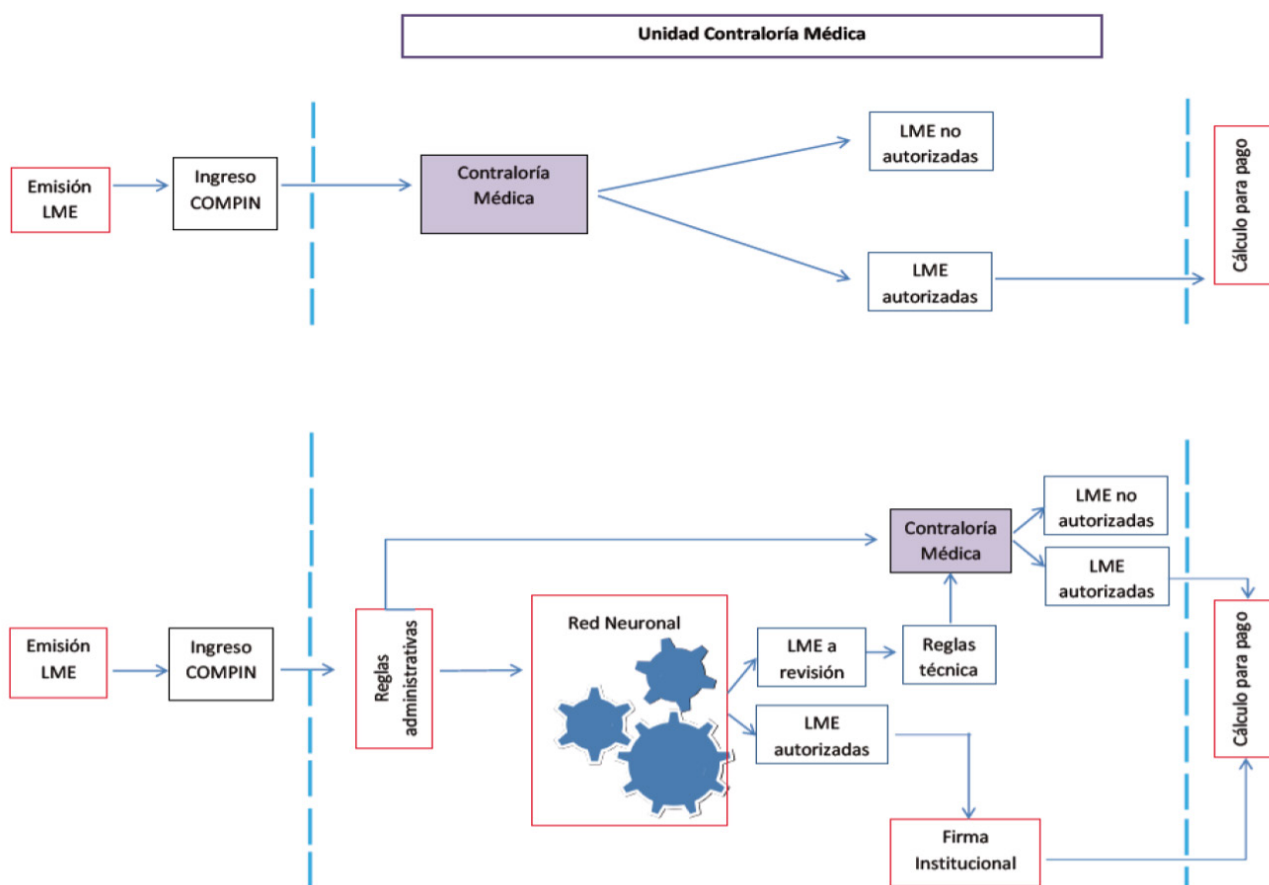 Unidad Contraloría Médica
Emisión
LME
Ingreso
COMPIN
Contraloría
Médica
LME no
autorizadas
LME
autorizadas
Cálculo para pago
Emisión
LME
Ingreso
COMPIN
Reglas
administrativas
Red Neuronal
LME a
revisión
LME
autorizadas
Reglas
técnica
Contraloría
Médica
LME no
autorizadas
LME
autorizadas
Firma
Institucional
Cálculo para pago